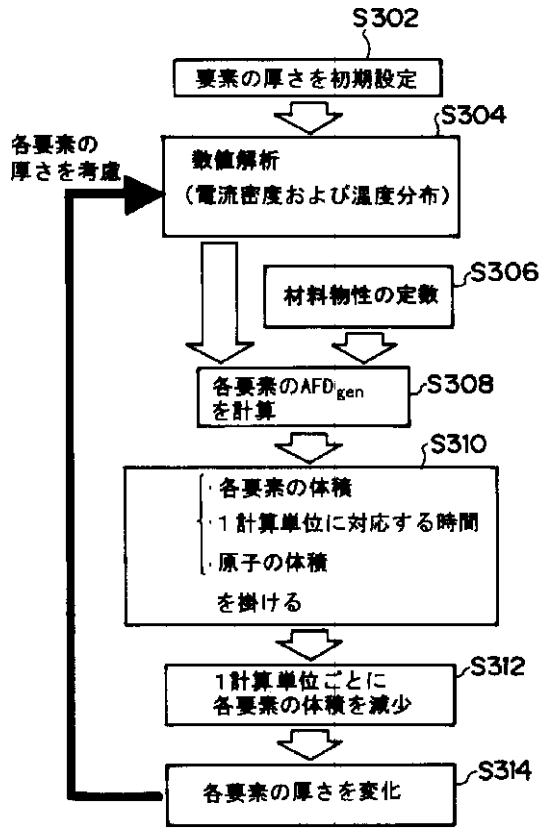 S302
要素の厚さを初期設定
S304
各要素の
厚さを考慮
数値解析
(電流密度および温度分布)
S306
材料物性の定数
各要素のAFDgen
を計算
S308
S310
・各要素の体積
・1計算単位に対応する時間
・原子の体積
を掛ける
1計算単位ごとに
各要素の体積を減少
S312
各要素の厚さを変化
S314